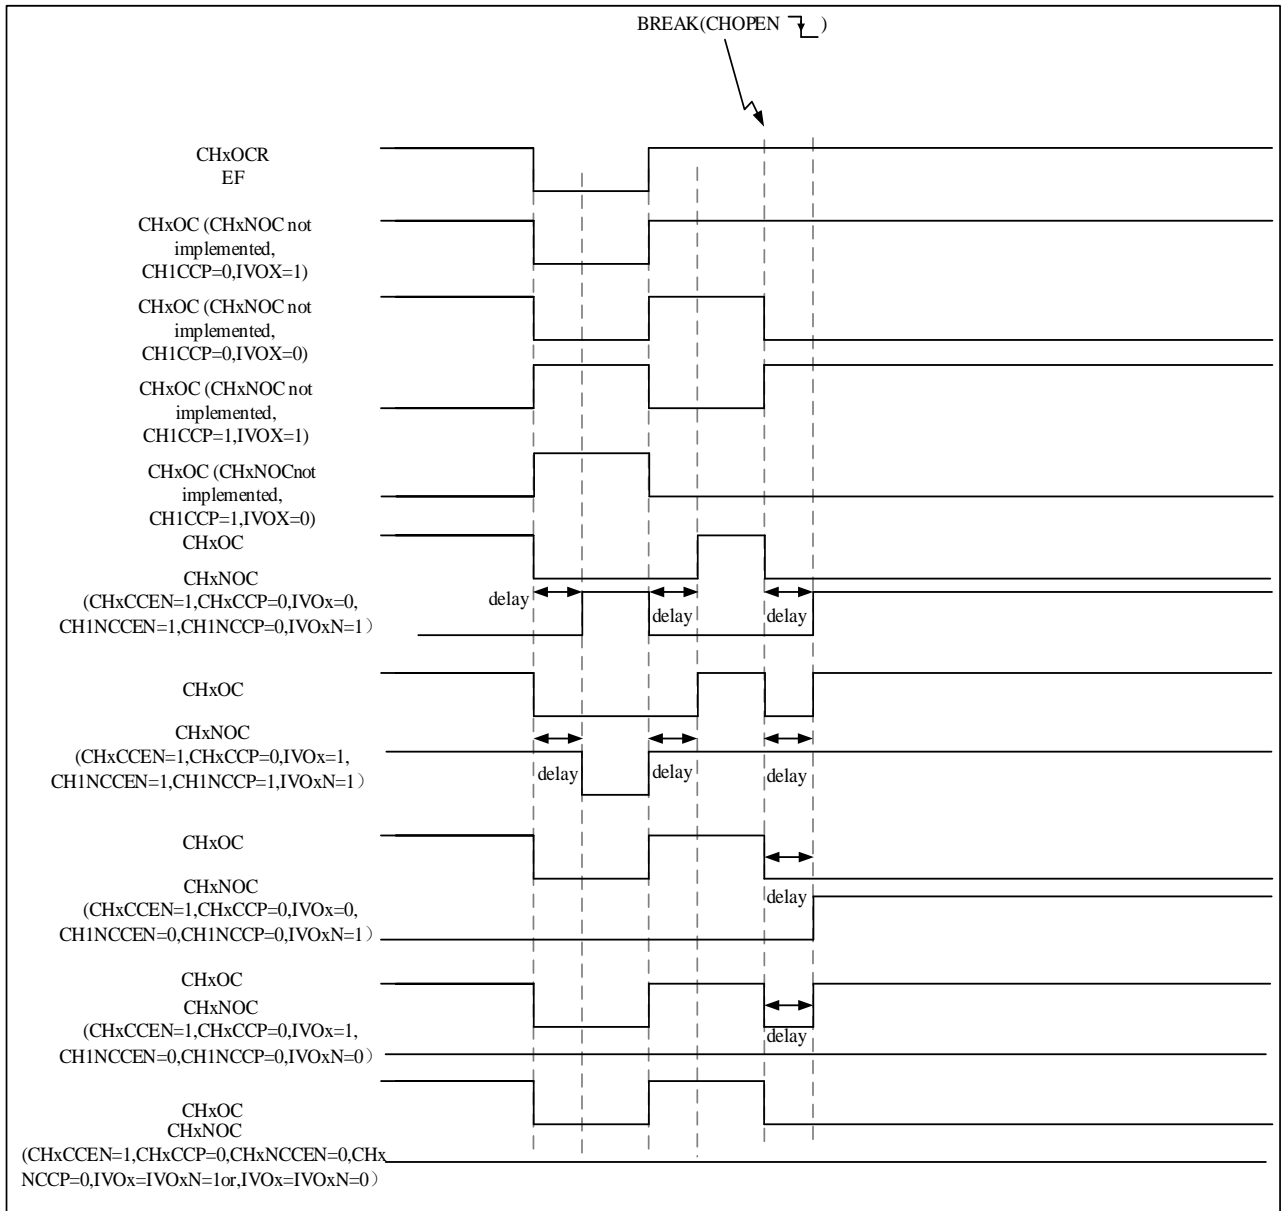 BREAK(CHOPEN )
CHxOCR
EF
CHxOC (CHxNOC not
implemented,
CH1CCP=0,IVOX=1)
CHxOC (CHxNOC not
implemented,
CH1CCP=0,IVOX=0)
CHxOC (CHxNOC not
implemented,
CH1CCP=1,IVOX=1)
CHxOC (CHxNOCnot
implemented,
CH1CCP=1,IVOX=0)
CHxOC
CHxNOC
(CHxCCEN=1,CHxCCP=0,IVOx=0,
CH1NCCEN=1,CH1NCCP=0,IVOxN=1）
delay
delay
delay
CHxOC
CHxNOC
(CHxCCEN=1,CHxCCP=0,IVOx=1,
CH1NCCEN=1,CH1NCCP=1,IVOxN=1）
delay
delay
delay
CHxOC
CHxNOC
(CHxCCEN=1,CHxCCP=0,IVOx=0,
CH1NCCEN=0,CH1NCCP=0,IVOxN=1）
delay
CHxOC
CHxNOC
(CHxCCEN=1,CHxCCP=0,IVOx=1,
CH1NCCEN=0,CH1NCCP=0,IVOxN=0）
delay
CHxOC
CHxNOC
(CHxCCEN=1,CHxCCP=0,CHxNCCEN=0,CHx
NCCP=0,IVOx=IVOxN=1or,IVOx=IVOxN=0）